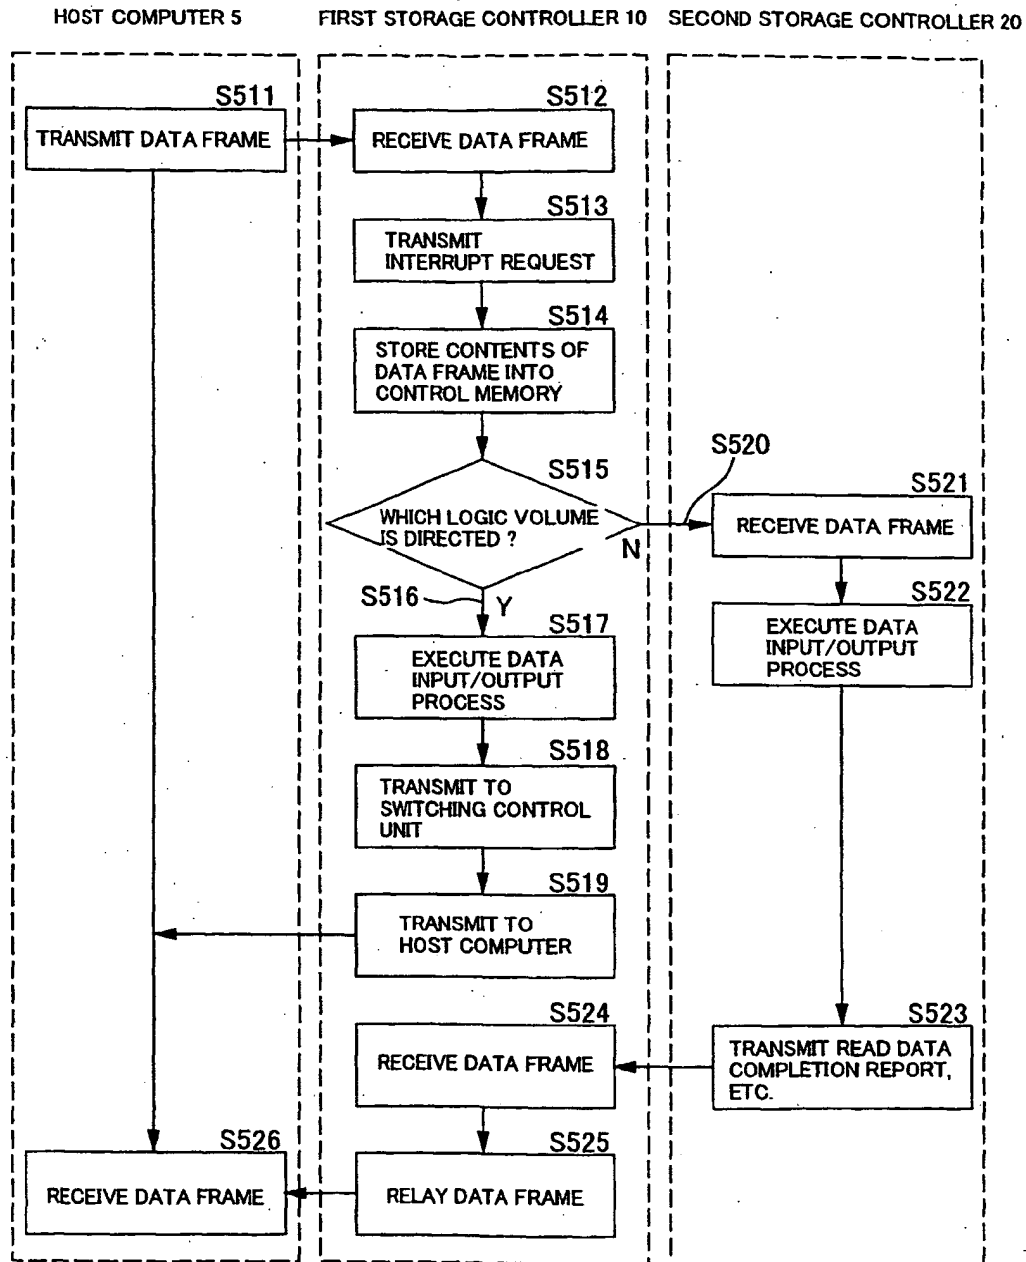 HOST COMPUTER 5
FIRST STORAGE CONTROLLER 10
SECOND STORAGE CONTROLLER 20
S511
TRANSMIT DATA FRAME
S512
RECEIVE DATA FRAME
S513
TRANSMIT
INTERRUPT REQUEST
S514
STORE CONTENTS OF
DATA FRAME INTO
CONTROL MEMORY
S515
WHICH LOGIC VOLUME
IS DIRECTED ?
N
S520
S521
RECEIVE DATA FRAME
S516
Y
S522
EXECUTE DATA
INPUT/OUTPUT
PROCESS
S517
EXECUTE DATA
INPUT/OUTPUT
PROCESS
S518
TRANSMIT TO
SWITCHING CONTROL
UNIT
S519
TRANSMIT TO
HOST COMPUTER
S523
TRANSMIT READ DATA
COMPLETION REPORT,
ETC.
S524
RECEIVE DATA FRAME
S525
RELAY DATA FRAME
S526
RECEIVE DATA FRAME